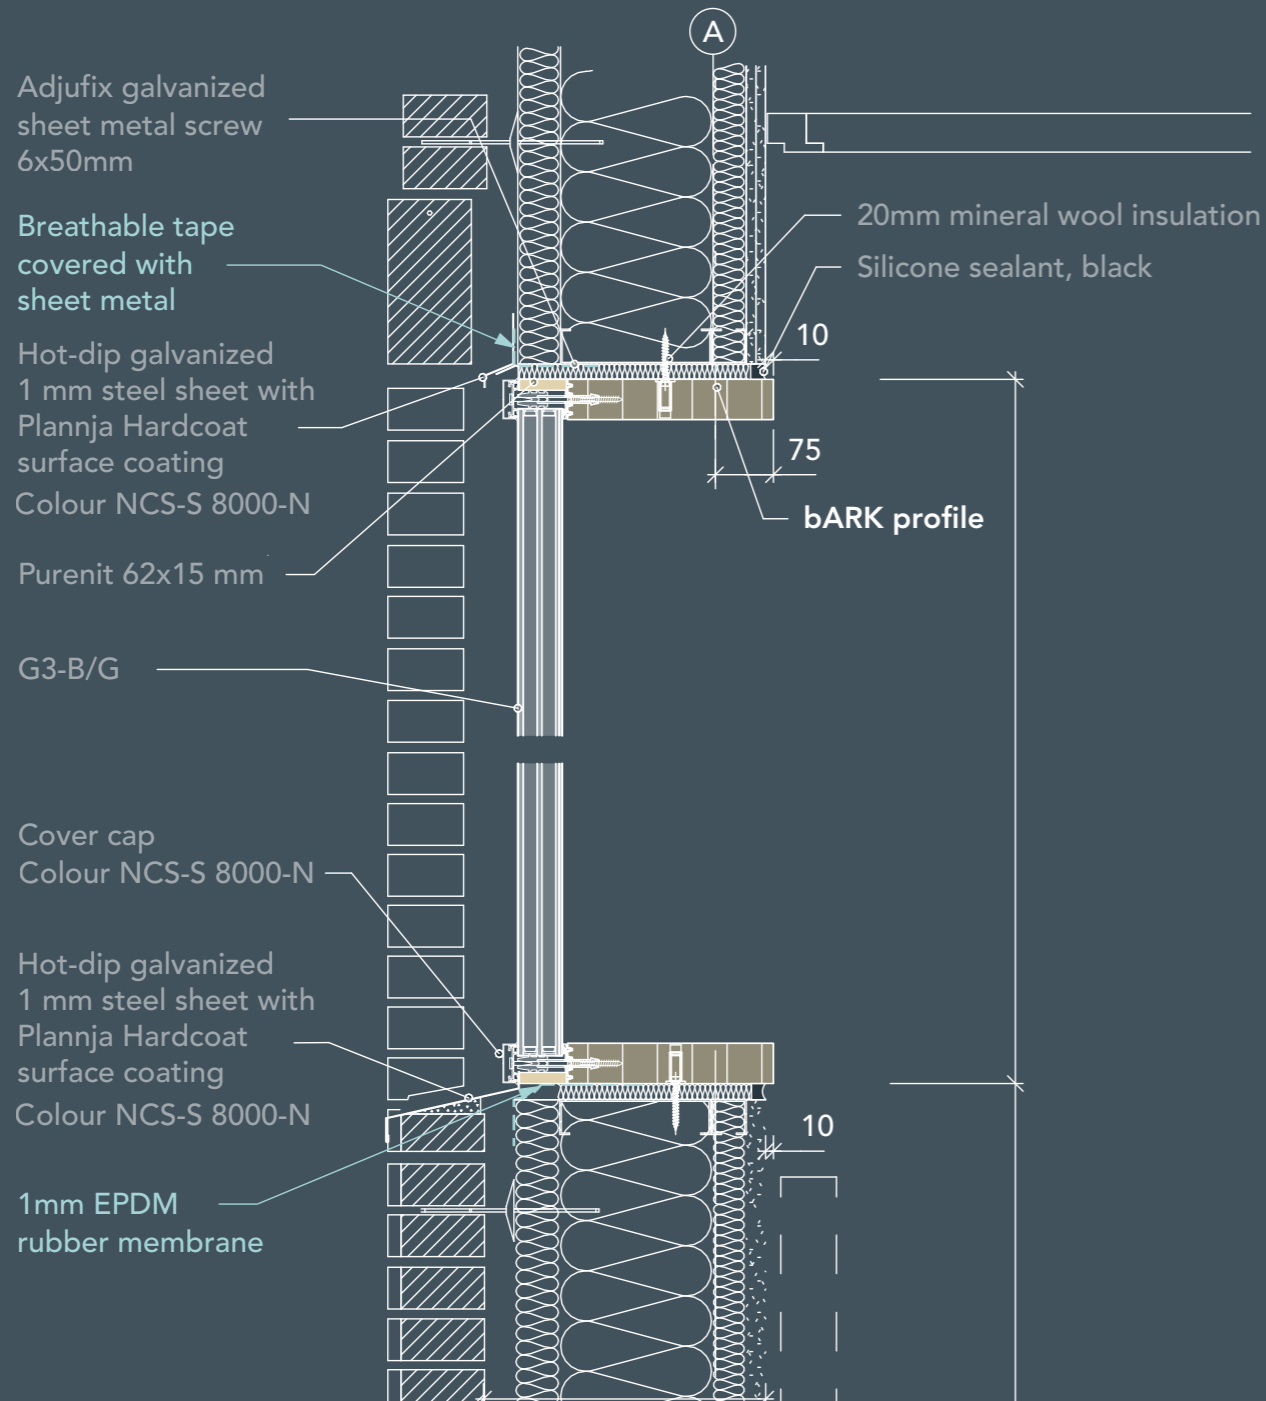 A
Adjufix galvanized
sheet metal screw
6x50mm
Breathable tape
covered with
sheet metal
Hot-dip galvanized
1 mm steel sheet with
Plannja Hardcoat
surface coating
Colour NCS-S 8000-N
Purenit 62x15 mm
G3-B/G
Cover cap
Colour NCS-S 8000-N
Hot-dip galvanized
1 mm steel sheet with
Plannja Hardcoat
surface coating
Colour NCS-S 8000-N
1mm EPDM
rubber membrane
20mm mineral wool insulation
Silicone sealant, black
10
75
bARK profile
10